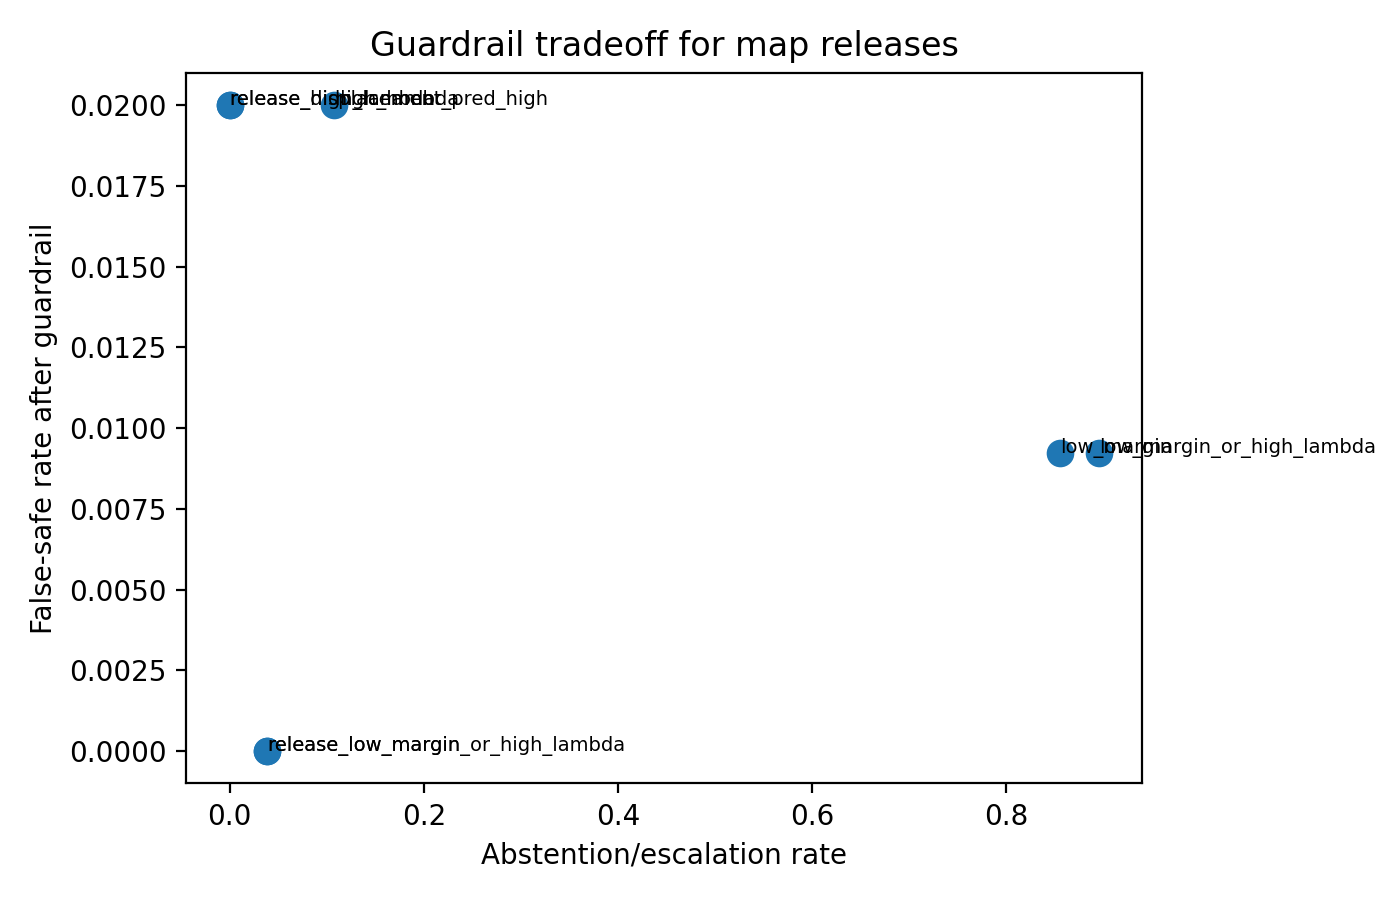 Guardrail tradeoff for map releases
0.0200
0.0175
0.0150
0.0125
0.0100
0.0075
0.0050
0.0025
0.0000
False-safe rate after guardrail
pred_high
low_margin_or_high_lambda
release_low_margin_or_high_lambda
0.0
0.2
0.4
0.6
0.8
Abstention/escalation rate